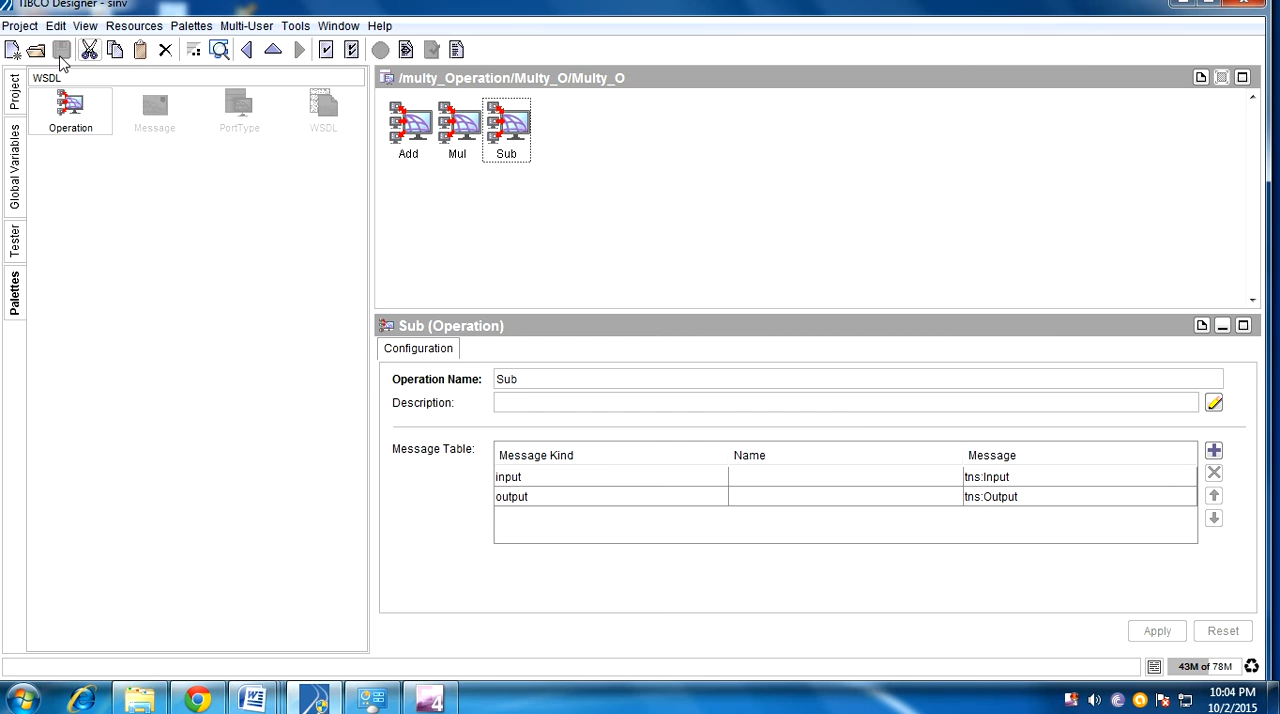 TIBCO Designer - sinv
Project Edit View Resources Palettes Multi-User Tools Window Help
WSDL
Operation Message PortType WSDL
Project
Global Variables
Tester
Palettes
/multy_Operation/Multy_O/Multy_O
Add Mul Sub
Sub (Operation)
Configuration
Operation Name: Sub
Description:
Message Table:
Message Kind Name Message
input tns:Input
output tns:Output
Apply Reset
43M of 78M
10:04 PM
10/2/2015